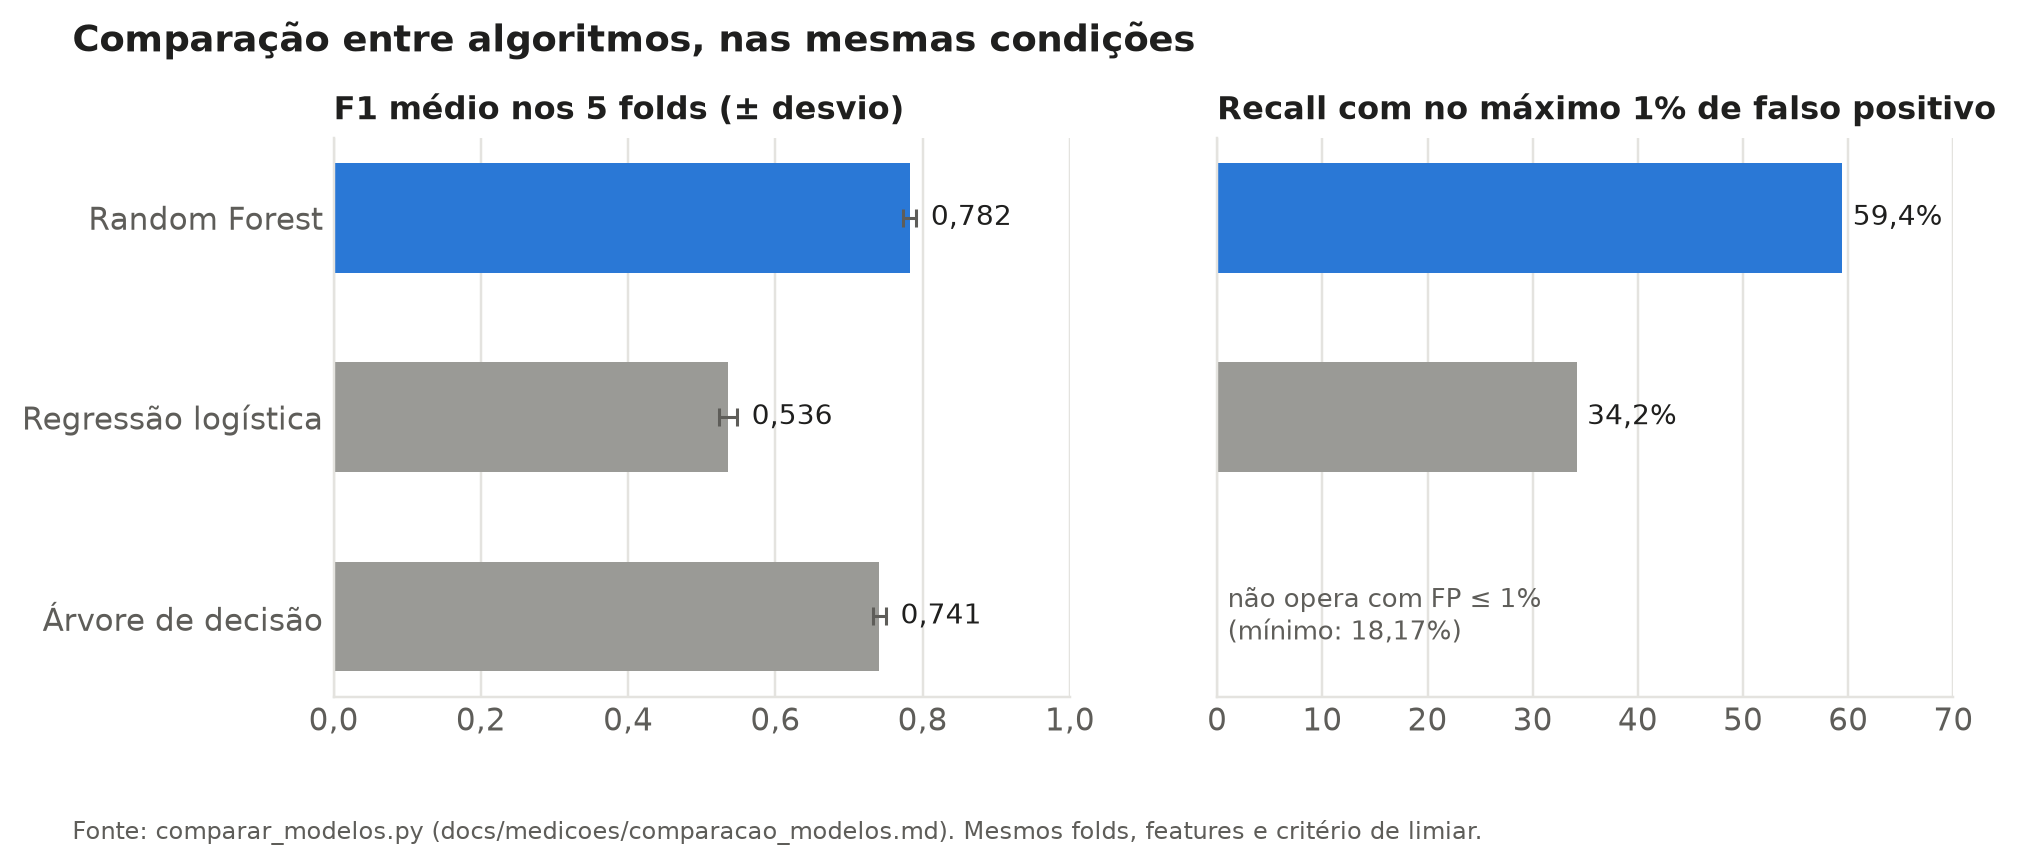 Comparação entre algoritmos, nas mesmas condições
F1 médio nos 5 folds (± desvio)
Random Forest
0,782
Regressão logística
0,536
Árvore de decisão
0,741
0,0 0,2 0,4 0,6 0,8 1,0
Recall com no máximo 1% de falso positivo
59,4%
34,2%
não opera com FP ≤ 1%
(mínimo: 18,17%)
0 10 20 30 40 50 60 70
Fonte: comparar_modelos.py (docs/medicoes/comparacao_modelos.md). Mesmos folds, features e critério de limiar.